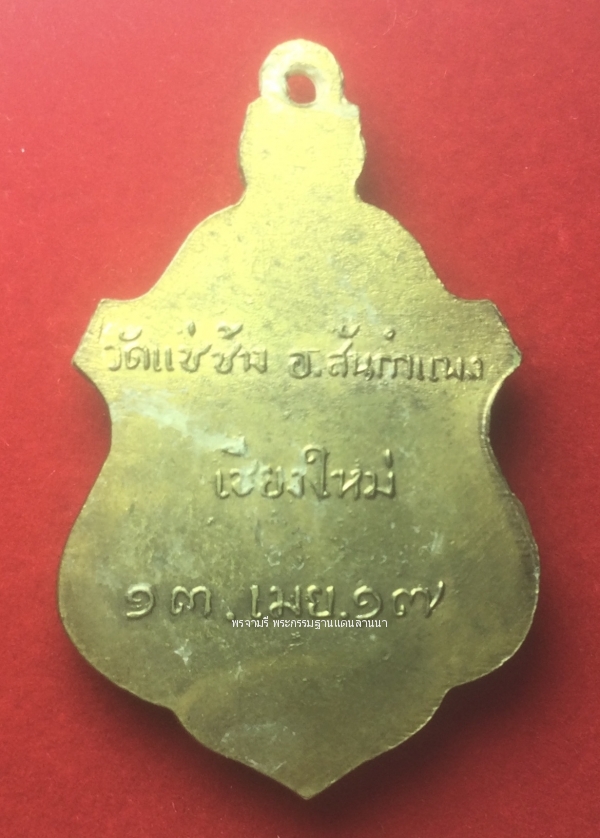 วัดแช่ช้าง อ.สันกำแพง
เชียงใหม่
๑๓.เมย.๑๗
พรจามรี พระกรรมฐานแดนล้านนา